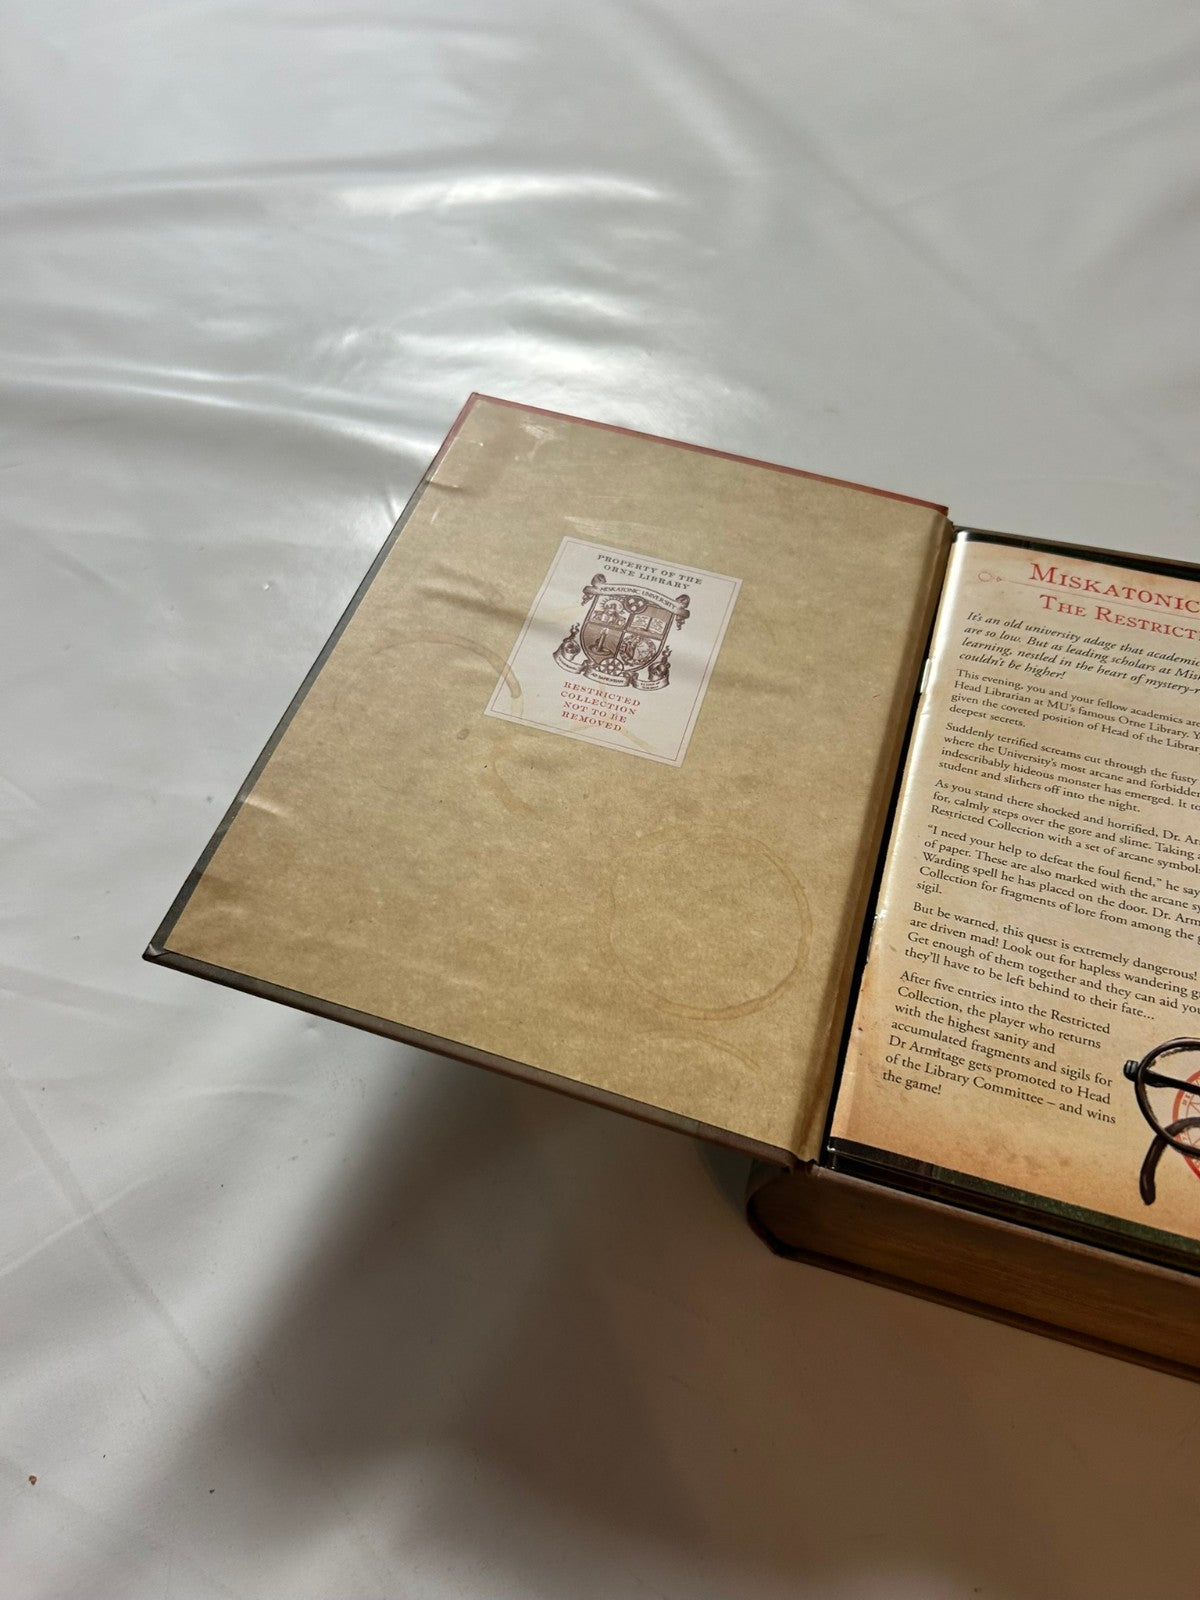 PROPERTY OF THE
ORNE LIBRARY
MISKATONIC UNIVERSITY
RESTRICTED
COLLECTION
NOT TO BE
REMOVED
MISKATONIC
THE RESTRICT
It's an old university adage that academic
are so low. But as leading scholars at Misk
learning, nestled in the heart of mystery-r
couldn't be higher!
This evening, you and your fellow academics are
Head Librarian at MU's famous Orne Library. Y
given the coveted position of Head of the Librar
deepest secrets.
Suddenly terrified screams cut through the fusty
where the University's most arcane and forbidden
indescribably hideous monster has emerged. It to
student and slithers off into the night.
As you stand there shocked and horrified, Dr. Ar
for, calmly steps over the gore and slime. Taking a
Restricted Collection with a set of arcane symbols
"I need your help to defeat the foul fiend," he say
of paper. These are also marked with the arcane sy
Warding spell he has placed on the door. Dr. Arm
Collection for fragments of lore from among the g
sigil.
But be warned, this quest is extremely dangerous!
are driven mad! Look out for hapless wandering g
Get enough of them together and they can aid you
they'll have to be left behind to their fate...
After five entries into the Restricted
Collection, the player who returns
with the highest sanity and
accumulated fragments and sigils for
Dr Armitage gets promoted to Head
of the Library Committee – and wins
the game!